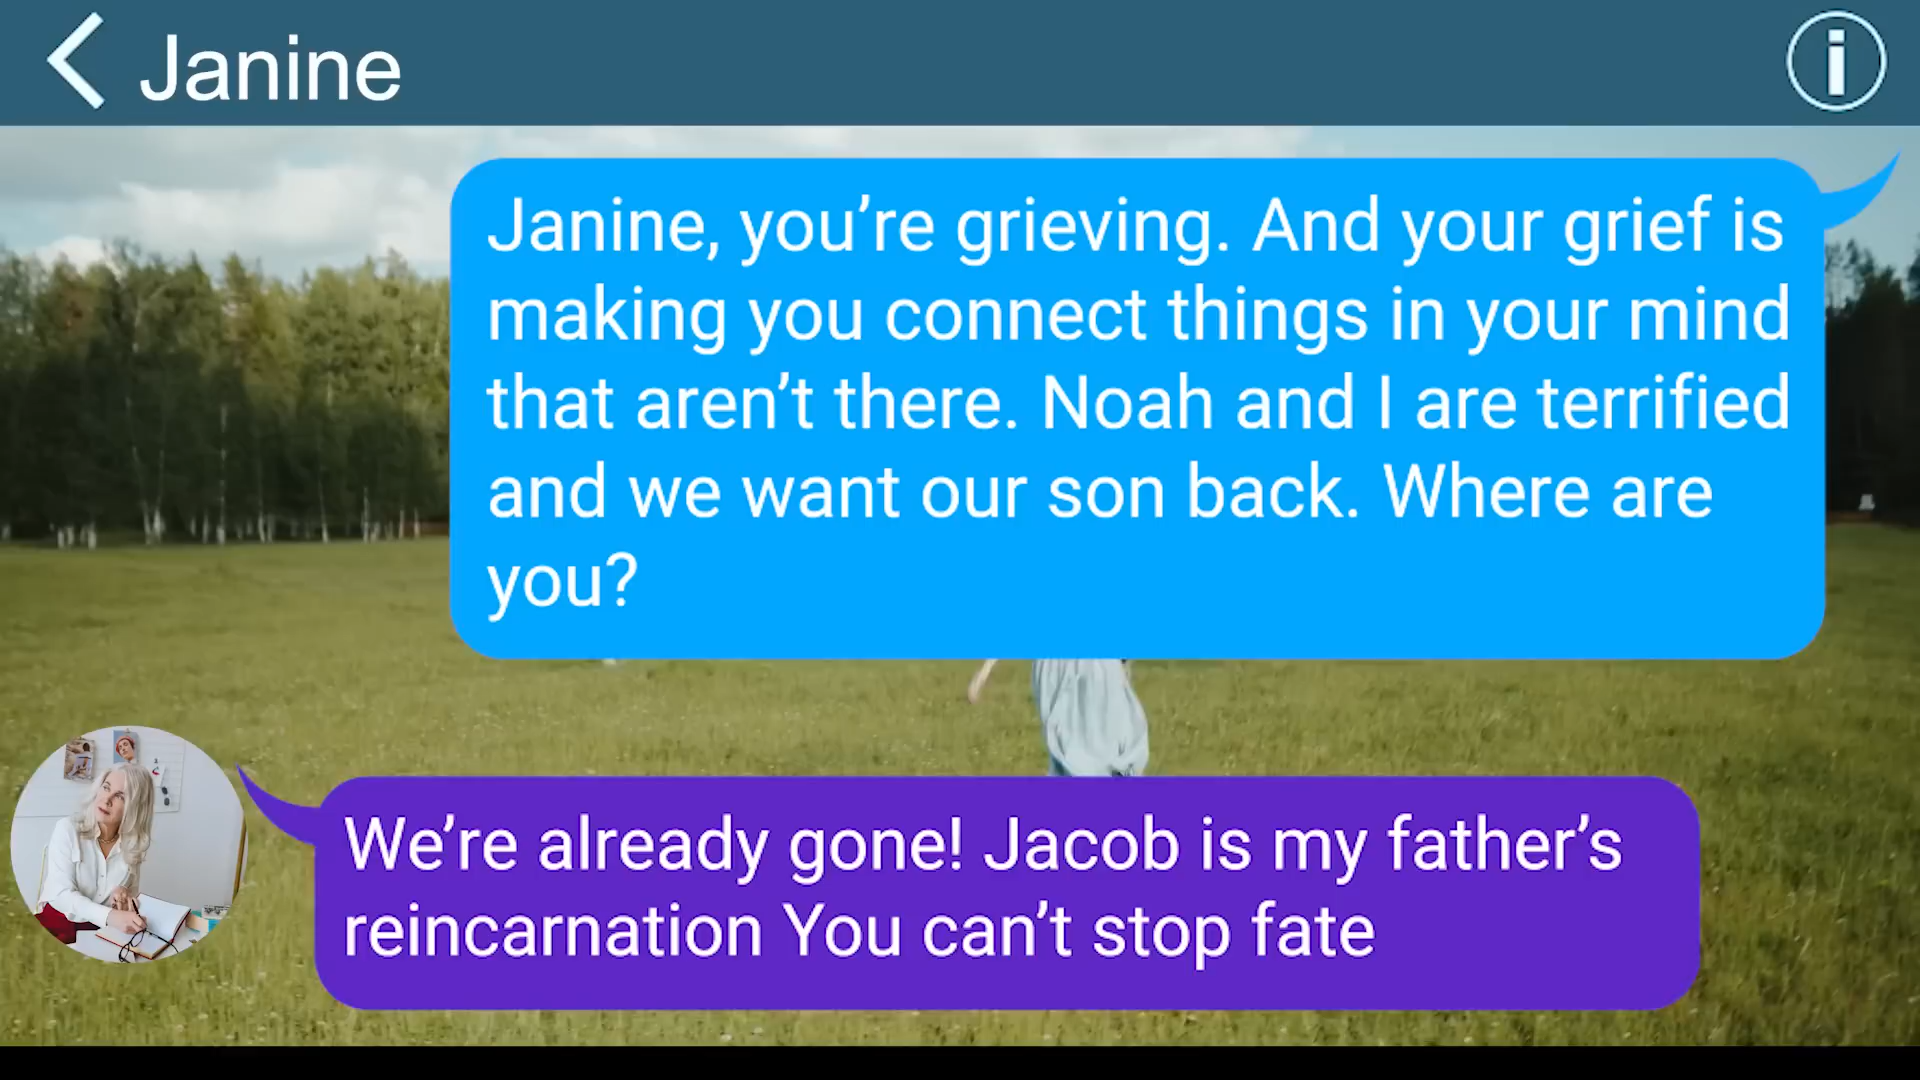 Janine
Janine, you’re grieving. And your grief is
making you connect things in your mind
that aren’t there. Noah and I are terrified
and we want our son back. Where are
you?
We’re already gone! Jacob is my father’s
reincarnation You can’t stop fate